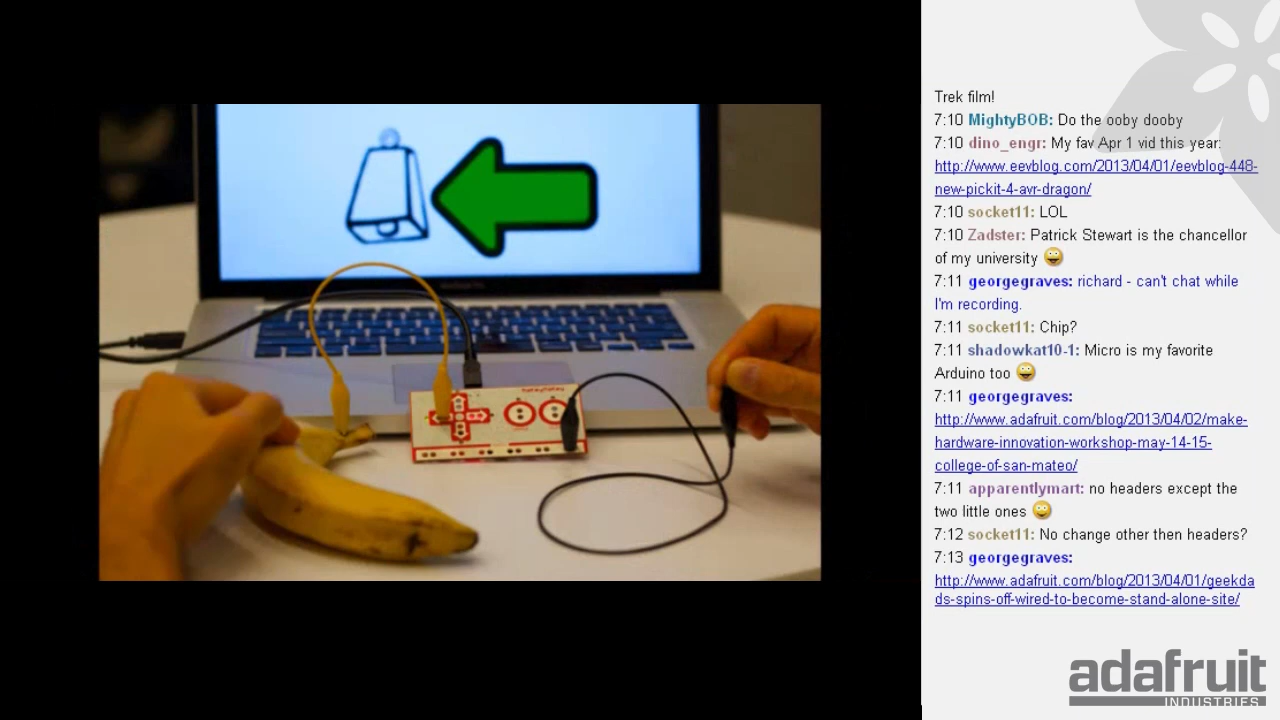 Trek film!
7:10 MightyBOB: Do the ooby dooby
7:10 dino_engr: My fav Apr 1 vid this year:
http://www.eevblog.com/2013/04/01/eevblog-448-
new-pickit-4-avr-dragon/
7:10 socket11: LOL
7:10 Zadster: Patrick Stewart is the chancellor
of my university
7:11 georgegraves: richard - can't chat while
I'm recording.
7:11 socket11: Chip?
7:11 shadowkat10-1: Micro is my favorite
Arduino too
7:11 georgegraves:
http://www.adafruit.com/blog/2013/04/02/make-
hardware-innovation-workshop-may-14-15-
college-of-san-mateo/
7:11 apparentlymart: no headers except the
two little ones
7:12 socket11: No change other then headers?
7:13 georgegraves:
http://www.adafruit.com/blog/2013/04/01/geekda
ds-spins-off-wired-to-become-stand-alone-site/
adafruit
INDUSTRIES